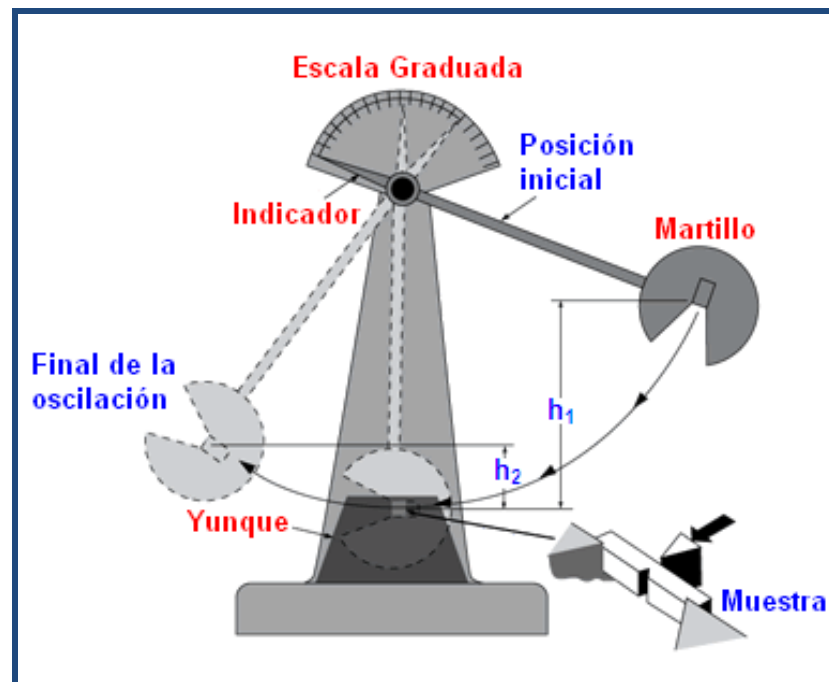 Escala Graduada
Posición
inicial
Indicador
Martillo
Final de la
oscilación
h₁
h₂
Yunque
Muestra